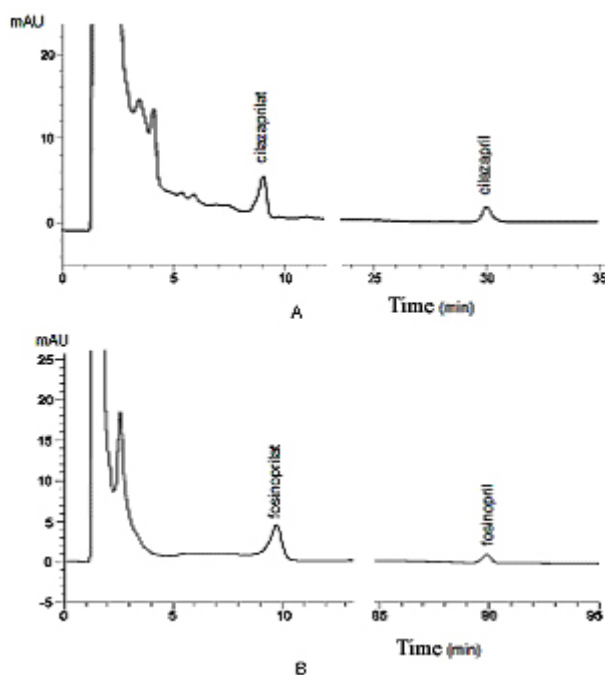 mAU
20
10
0
cilazaprilat
cilazapril
0 5 10 25 30 35
Time (min)
A
mAU
25
20
15
10
5
0
-5
fosinoprilat
fosinopril
0 5 10 85 90 95
Time (min)
B